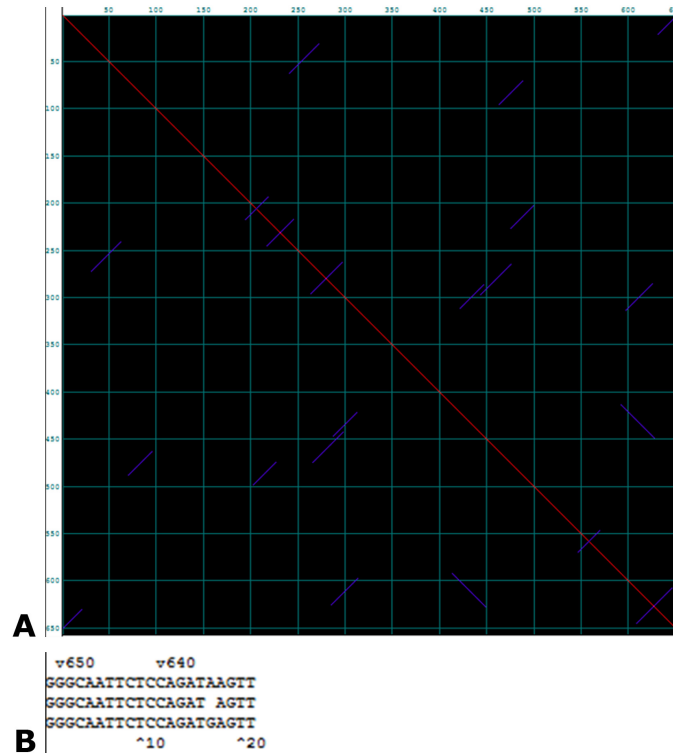 50 100 150 200 250 300 350 400 450 500 550 600 6
50
100
150
200
250
300
350
400
450
500
550
600
650
A
v650 v640
GGGCAATTCTCCAGATAAGTT
GGGCAATTCTCCAGAT AGTT
GGGCAATTCTCCAGATGAGTT
^10 ^20
B